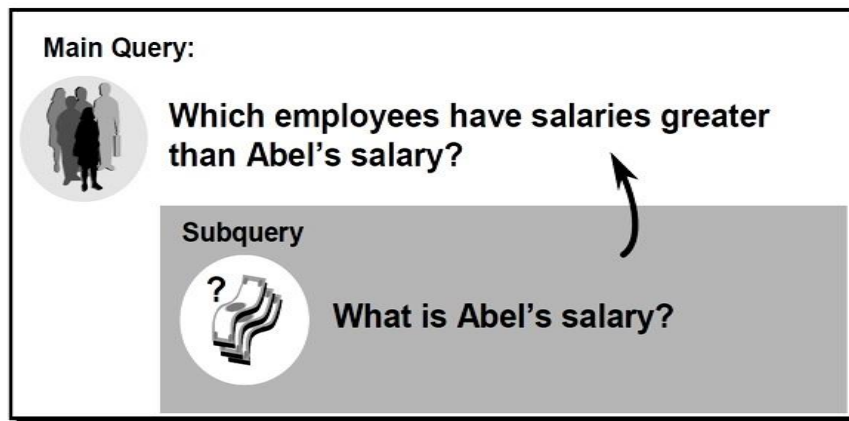 Main Query:
Which employees have salaries greater
than Abel's salary?
Subquery
?
What is Abel's salary?